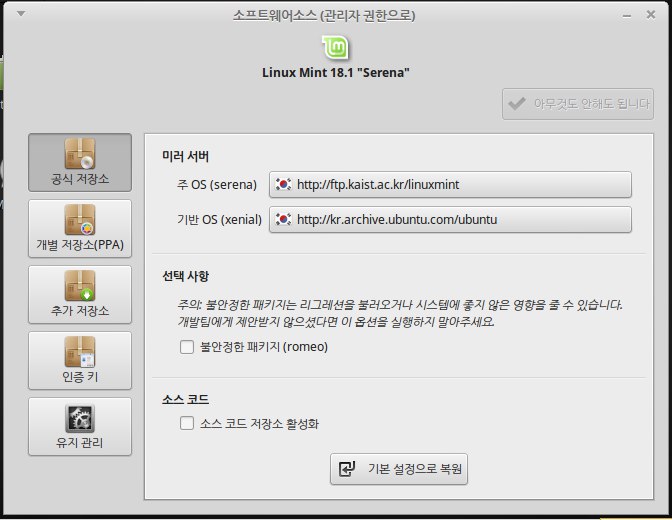 소프트웨어소스 (관리자 권한으로)
Linux Mint 18.1 "Serena"
아무것도 안해도 됩니다
공식 저장소
개별 저장소(PPA)
추가 저장소
인증 키
유지 관리
미러 서버
주 OS (serena) http://ftp.kaist.ac.kr/linuxmint
기반 OS (xenial) http://kr.archive.ubuntu.com/ubuntu
선택 사항
주의: 불안정한 패키지는 리그레션을 불러오거나 시스템에 좋지 않은 영향을 줄 수 있습니다.
개발팀에게 제안받지 않으셨다면 이 옵션을 실행하지 말아주세요.
불안정한 패키지 (romeo)
소스 코드
소스 코드 저장소 활성화
기본 설정으로 복원